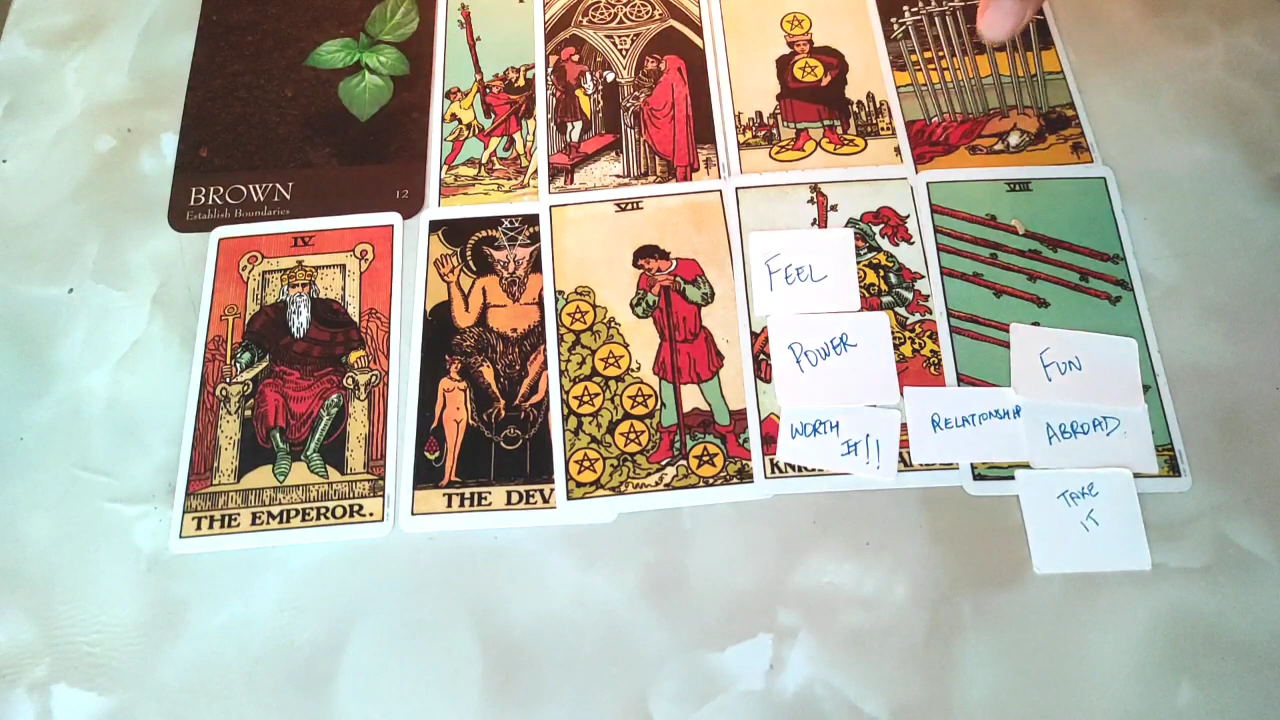 BROWN
12
Establish Boundaries
IV
XV
VII
VIII
FEEL
POWER
FUN
WORTH
IT!!
RELATIONSHIP
ABROAD.
THE EMPEROR.
THE DEV
KNI
TAKE
IT